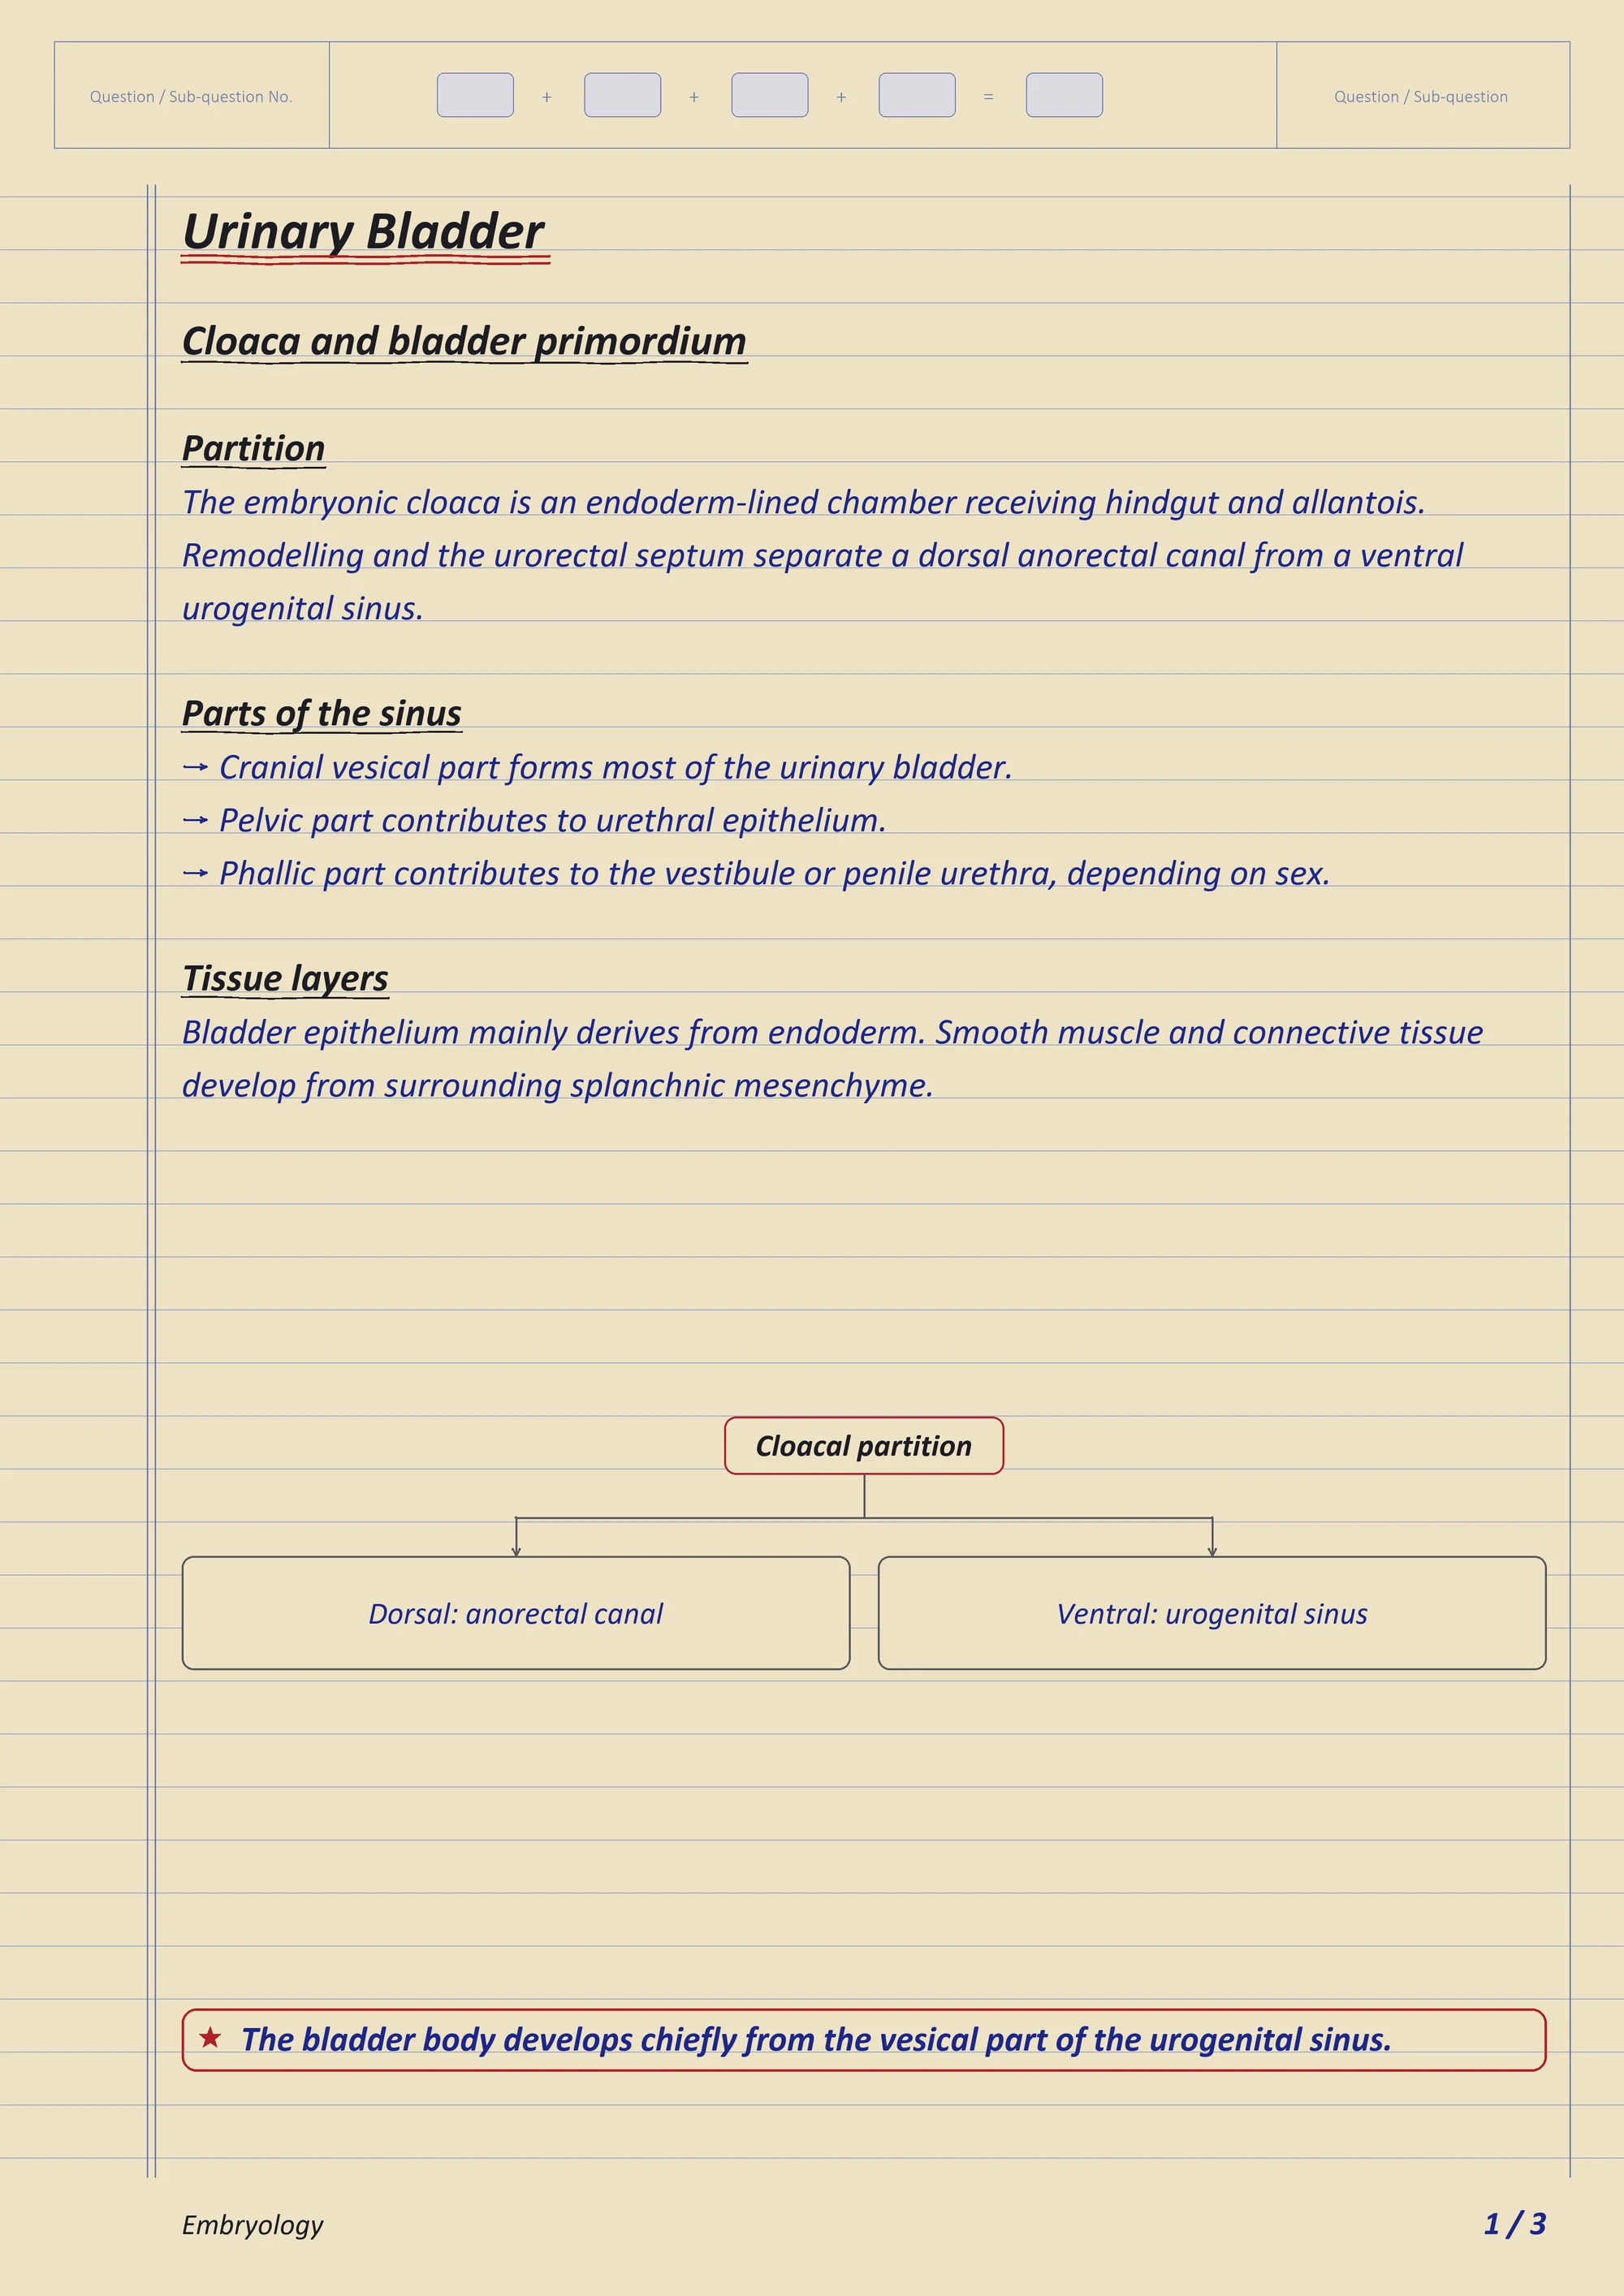 Question / Sub-question No.
+ + + =
Question / Sub-question
Urinary Bladder
Cloaca and bladder primordium
Partition
The embryonic cloaca is an endoderm-lined chamber receiving hindgut and allantois.
Remodelling and the urorectal septum separate a dorsal anorectal canal from a ventral
urogenital sinus.
Parts of the sinus
→ Cranial vesical part forms most of the urinary bladder.
→ Pelvic part contributes to urethral epithelium.
→ Phallic part contributes to the vestibule or penile urethra, depending on sex.
Tissue layers
Bladder epithelium mainly derives from endoderm. Smooth muscle and connective tissue
develop from surrounding splanchnic mesenchyme.
Cloacal partition
Dorsal: anorectal canal
Ventral: urogenital sinus
★ The bladder body develops chiefly from the vesical part of the urogenital sinus.
Embryology
1 / 3